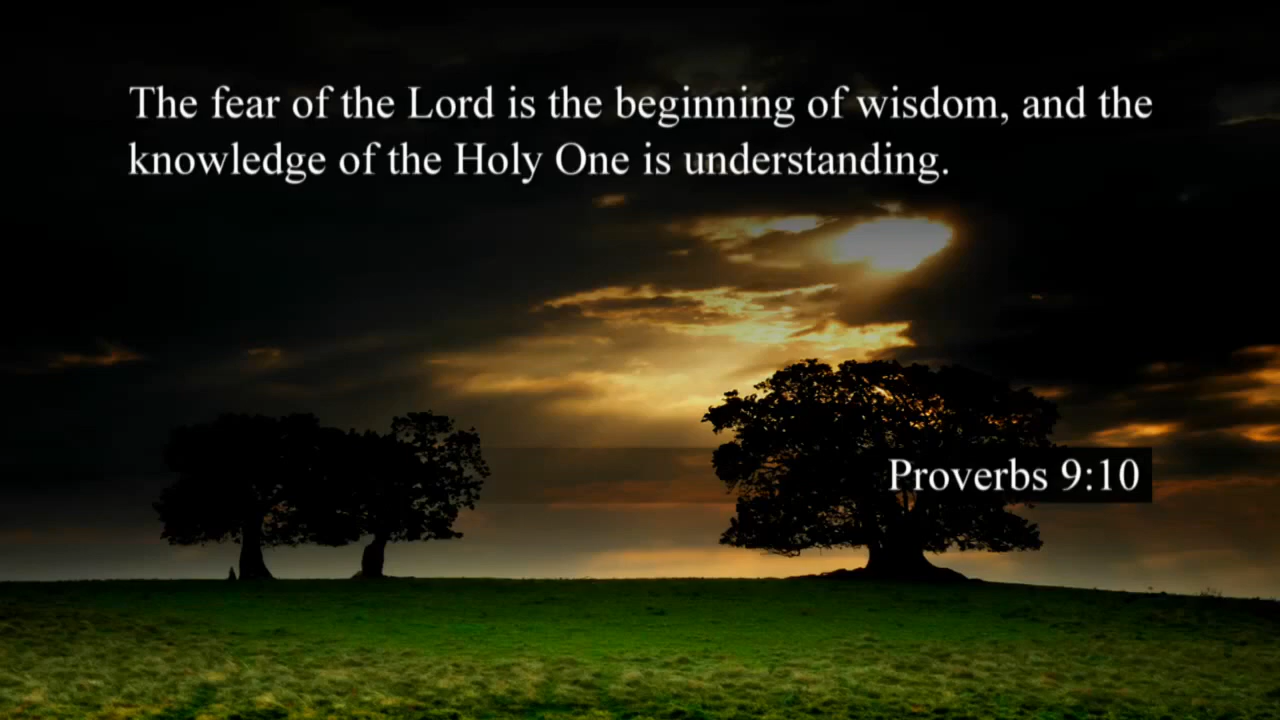 The fear of the Lord is the beginning of wisdom, and the
knowledge of the Holy One is understanding.
Proverbs 9:10